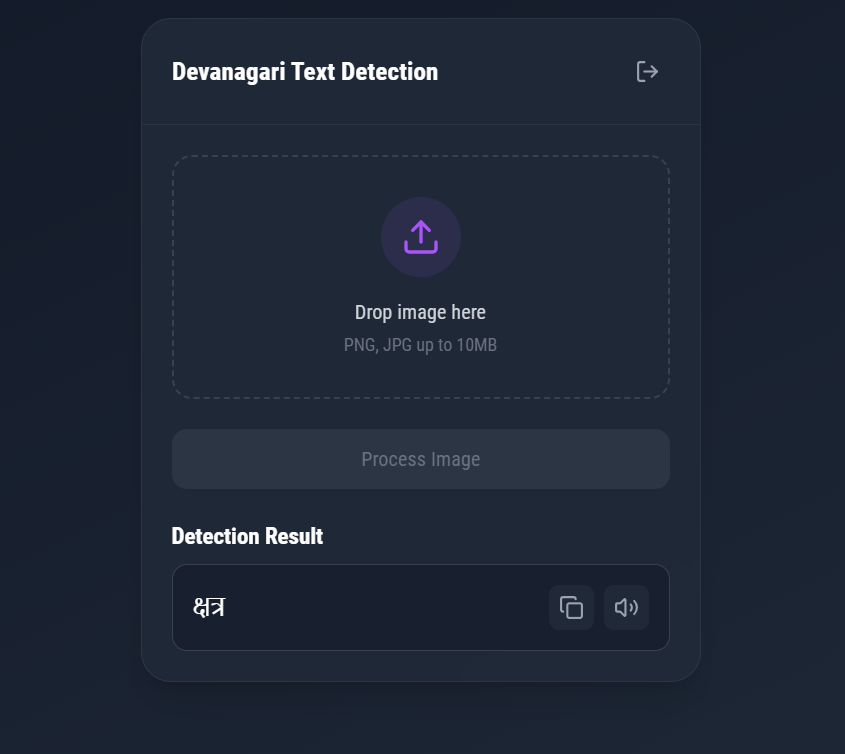 Devanagari Text Detection
Drop image here
PNG, JPG up to 10MB
Process Image
Detection Result
क्षत्र